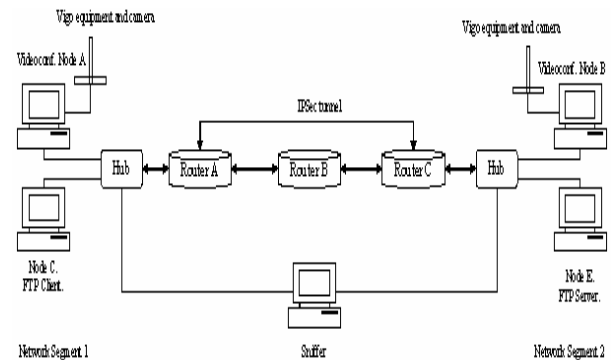 Vigo equipment and camera
Vigo equipment and camera
Videoconf. Node A
Videoconf. Node B
IPSec tunnel
Hub
Router A
Router B
Router C
Hub
Node C.
FTP Client.
Node E.
FTP Server.
Network Segment 1
Sniffer
Network Segment 2